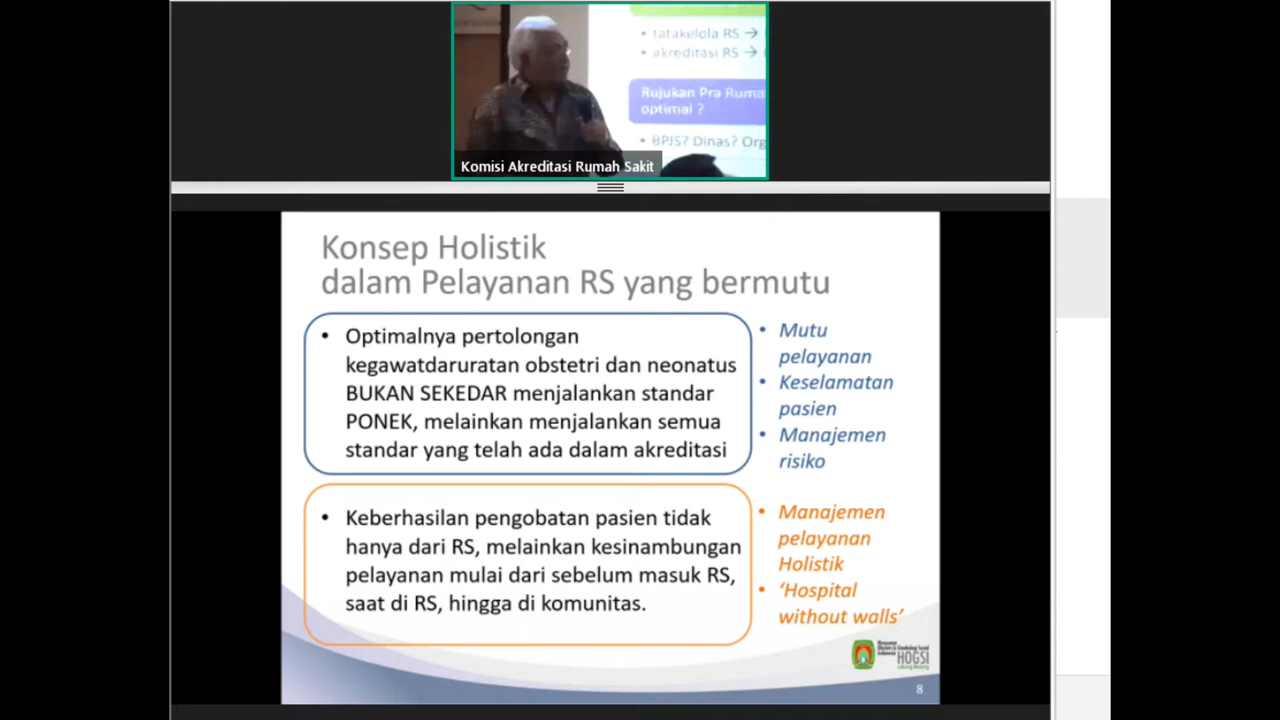 • tatakelola RS →
• akreditasi RS →
Rujukan Pra Ruma
optimal ?
• BPJS? Dinas? Org
Komisi Akreditasi Rumah Sakit
Konsep Holistik
dalam Pelayanan RS yang bermutu
• Optimalnya pertolongan
kegawatdaruratan obstetri dan neonatus
BUKAN SEKEDAR menjalankan standar
PONEK, melainkan menjalankan semua
standar yang telah ada dalam akreditasi
• Mutu
pelayanan
• Keselamatan
pasien
• Manajemen
risiko
• Keberhasilan pengobatan pasien tidak
hanya dari RS, melainkan kesinambungan
pelayanan mulai dari sebelum masuk RS,
saat di RS, hingga di komunitas.
• Manajemen
pelayanan
Holistik
• ‘Hospital
without walls’
HOGSI
8